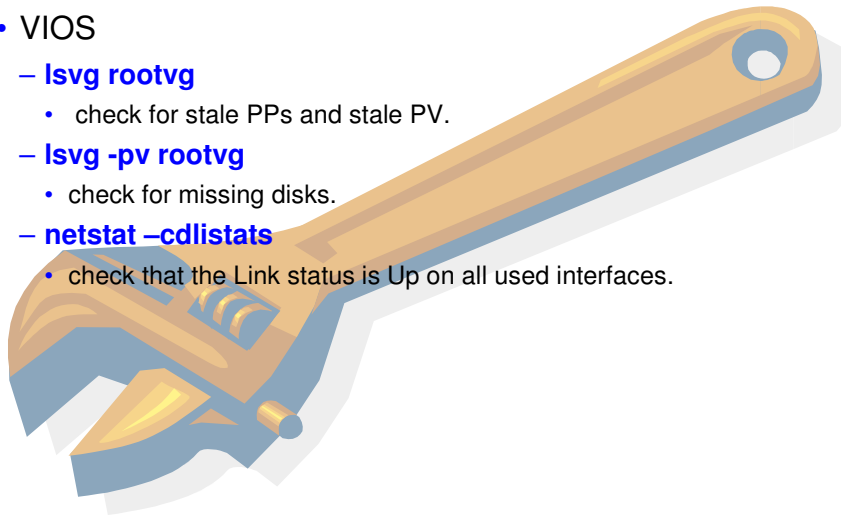 • VIOS
– lsvg rootvg
• check for stale PPs and stale PV.
– lsvg -pv rootvg
• check for missing disks.
– netstat –cdlistats
• check that the Link status is Up on all used interfaces.